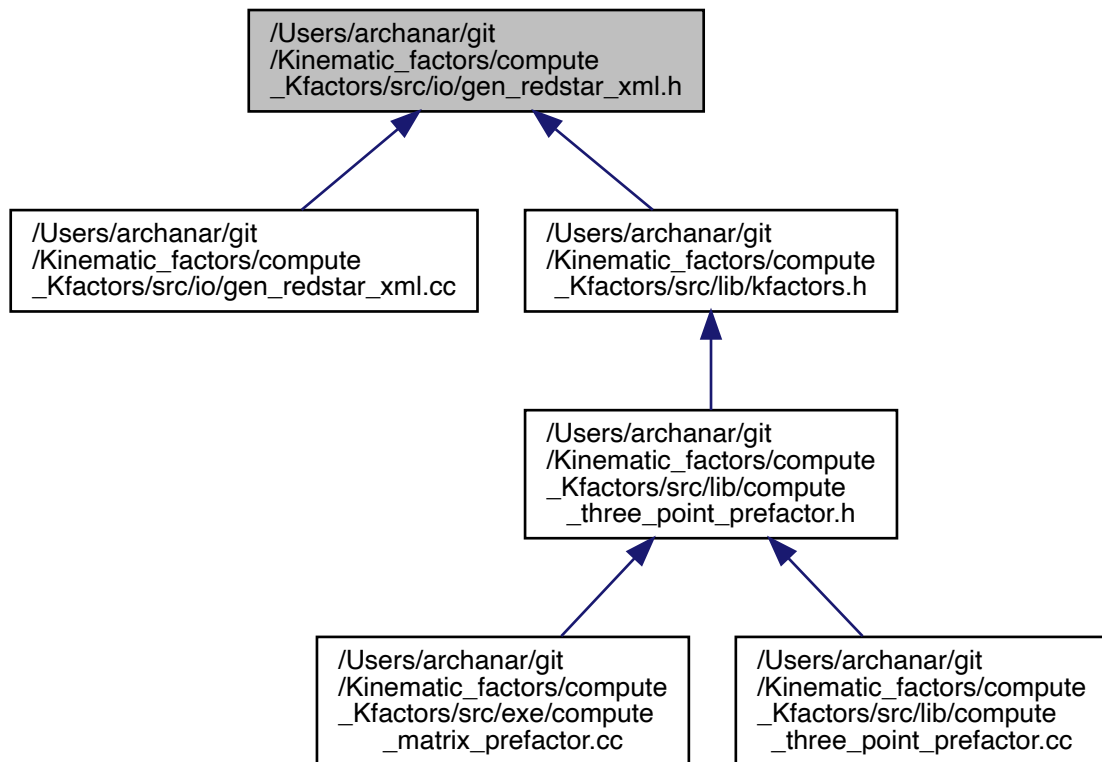 /Users/archanar/git
/Kinematic_factors/compute
_Kfactors/src/io/gen_redstar_xml.h
/Users/archanar/git
/Kinematic_factors/compute
_Kfactors/src/io/gen_redstar_xml.cc
/Users/archanar/git
/Kinematic_factors/compute
_Kfactors/src/lib/kfactors.h
/Users/archanar/git
/Kinematic_factors/compute
_Kfactors/src/lib/compute
_three_point_prefactor.h
/Users/archanar/git
/Kinematic_factors/compute
_Kfactors/src/exe/compute
_matrix_prefactor.cc
/Users/archanar/git
/Kinematic_factors/compute
_Kfactors/src/lib/compute
_three_point_prefactor.cc